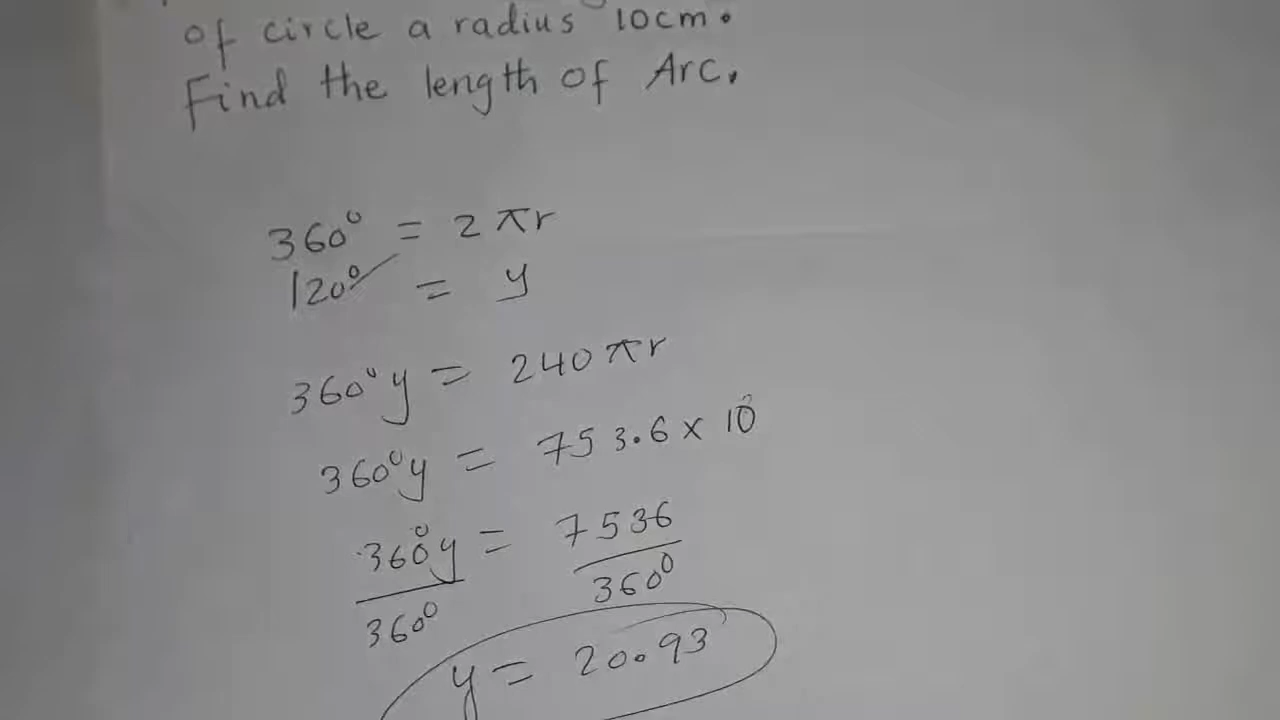 of circle a radius 10cm.
Find the length of Arc.
360° = 2πr
120° = y
360°y = 240πr
360°y = 753.6 x 10
360°y = 7536
360° 360°
y = 20.93